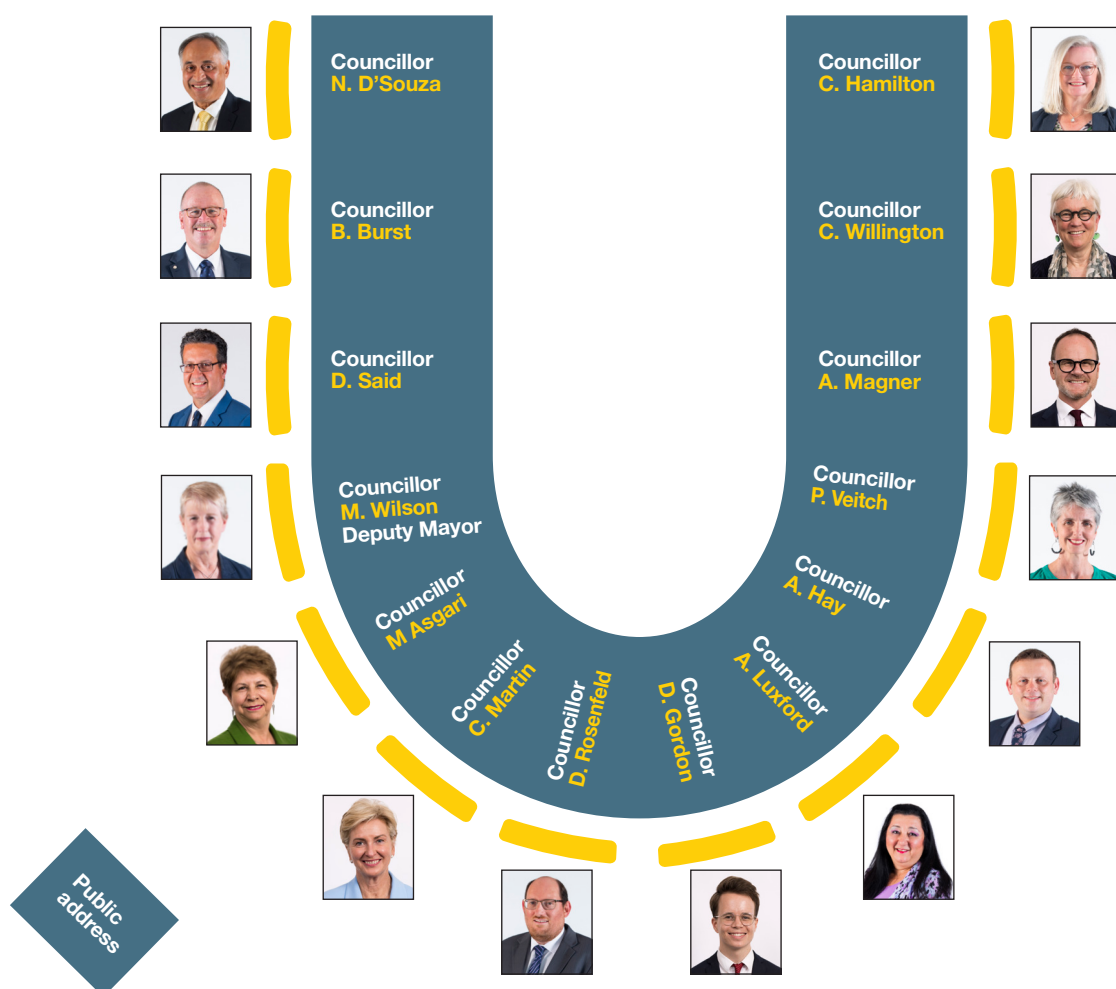 Councillor
N. D'Souza
Councillor
C. Hamilton
Councillor
B. Burst
Councillor
C. Willington
Councillor
D. Said
Councillor
A. Magner
Councillor
M. Wilson
Deputy Mayor
Councillor
P. Veitch
Councillor
M Asgari
Councillor
A. Hay
Councillor
C. Martin
Councillor
A. Luxford
Councillor
D. Rosenfeld
Councillor
D. Gordon
Public
address